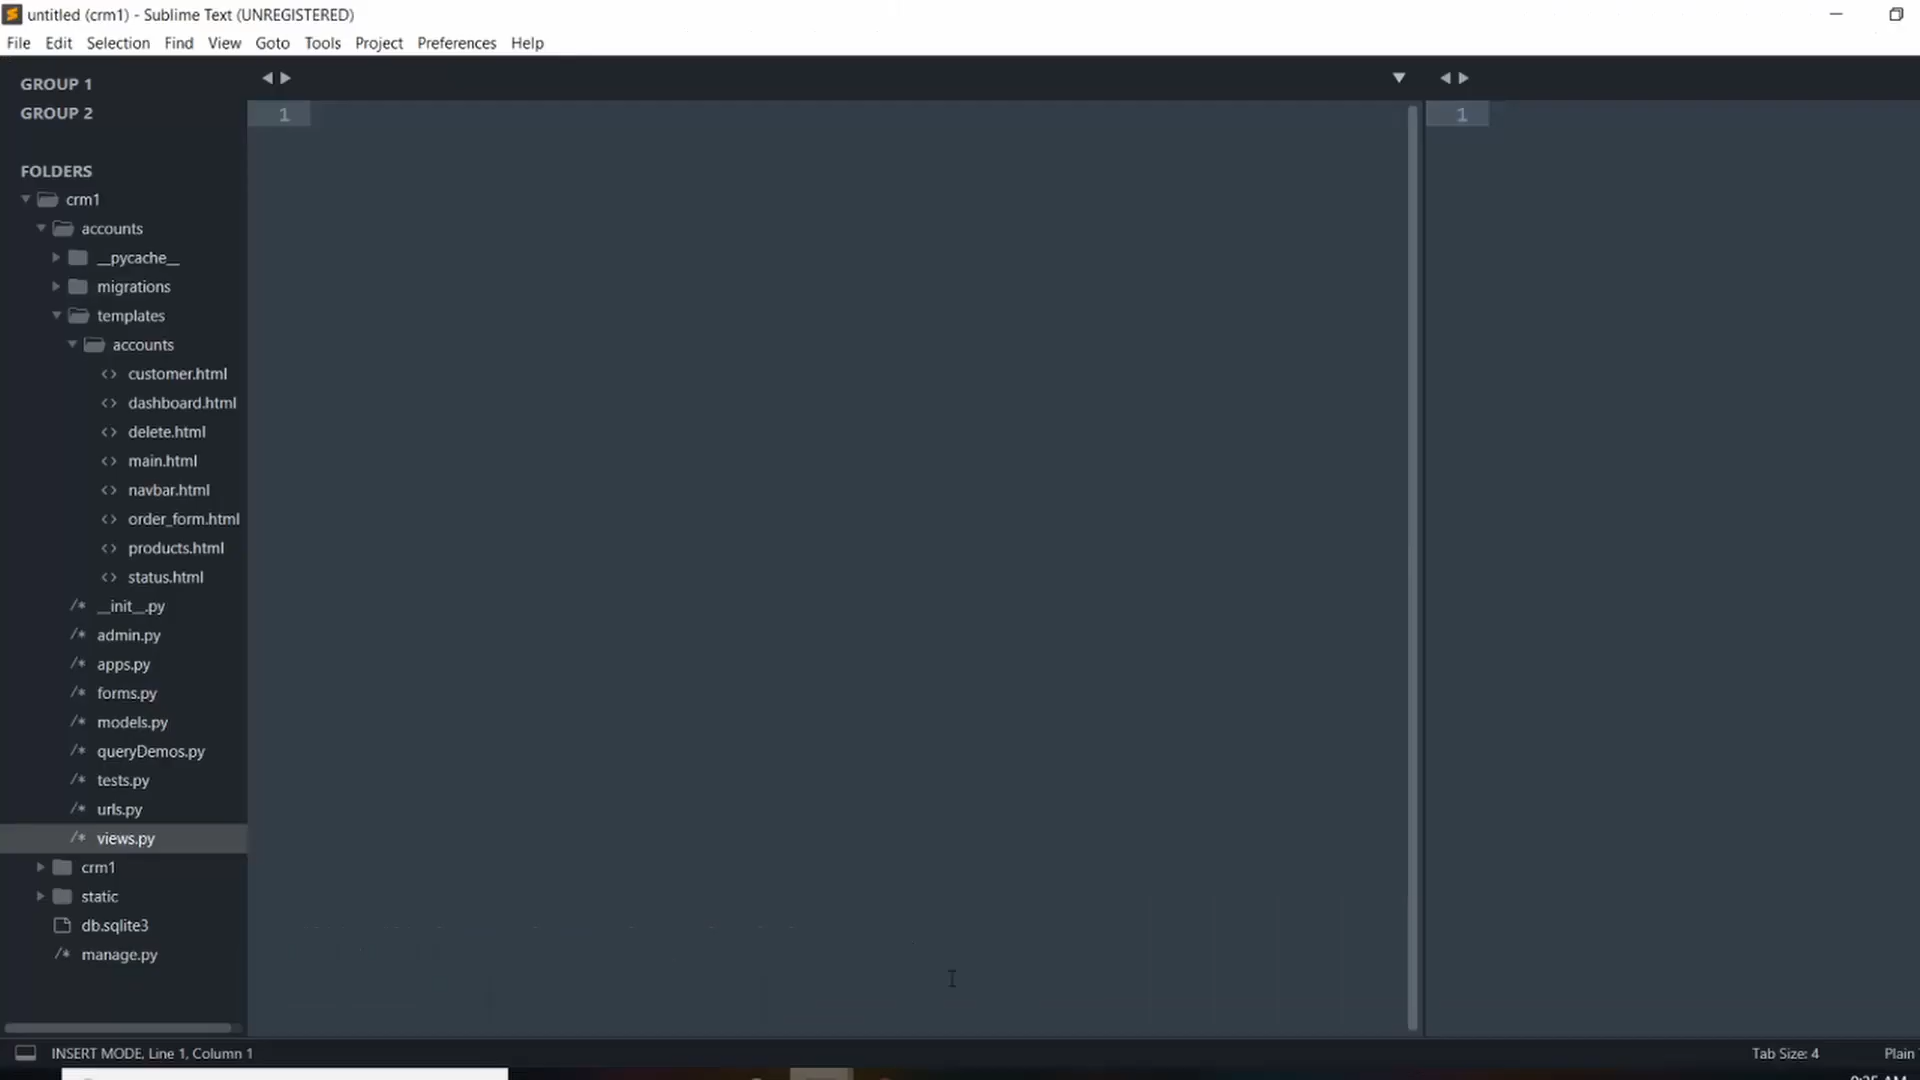 untitled (crm1) - Sublime Text (UNREGISTERED)
File Edit Selection Find View Goto Tools Project Preferences Help
GROUP 1
GROUP 2
FOLDERS
crm1
accounts
__pycache__
migrations
templates
accounts
<> customer.html
<> dashboard.html
<> delete.html
<> main.html
<> navbar.html
<> order_form.html
<> products.html
<> status.html
/* __init__.py
/* admin.py
/* apps.py
/* forms.py
/* models.py
/* queryDemos.py
/* tests.py
/* urls.py
/* views.py
crm1
static
db.sqlite3
/* manage.py
1
1
INSERT MODE, Line 1, Column 1
Tab Size: 4
Plain